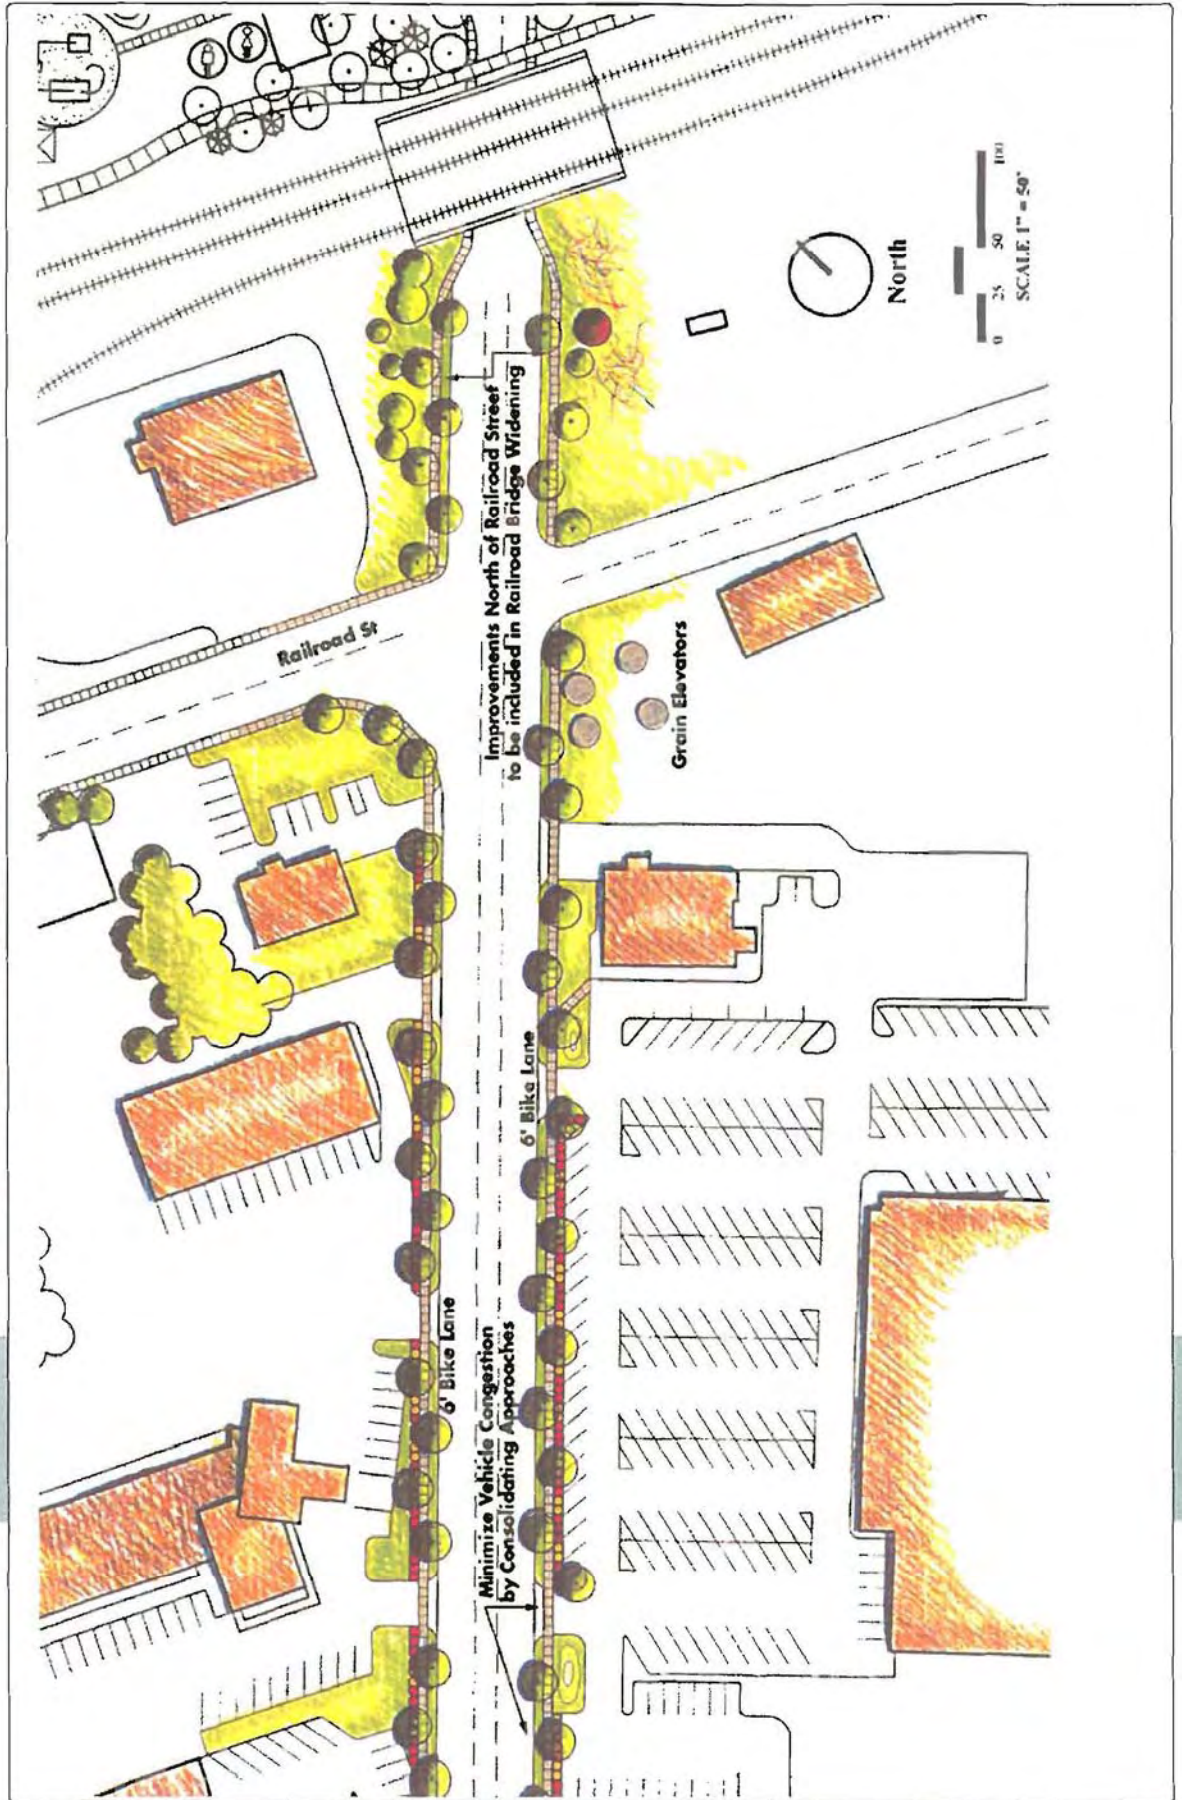 Improvements North of Railroad Street
to be included in Railroad Bridge Widening
Railroad St
Grain Elevators
6' Bike Lane
6' Bike Lane
Minimize Vehicle Congestion
by Consolidating Approaches
North
0 25 50 100
SCALE 1" = 50'